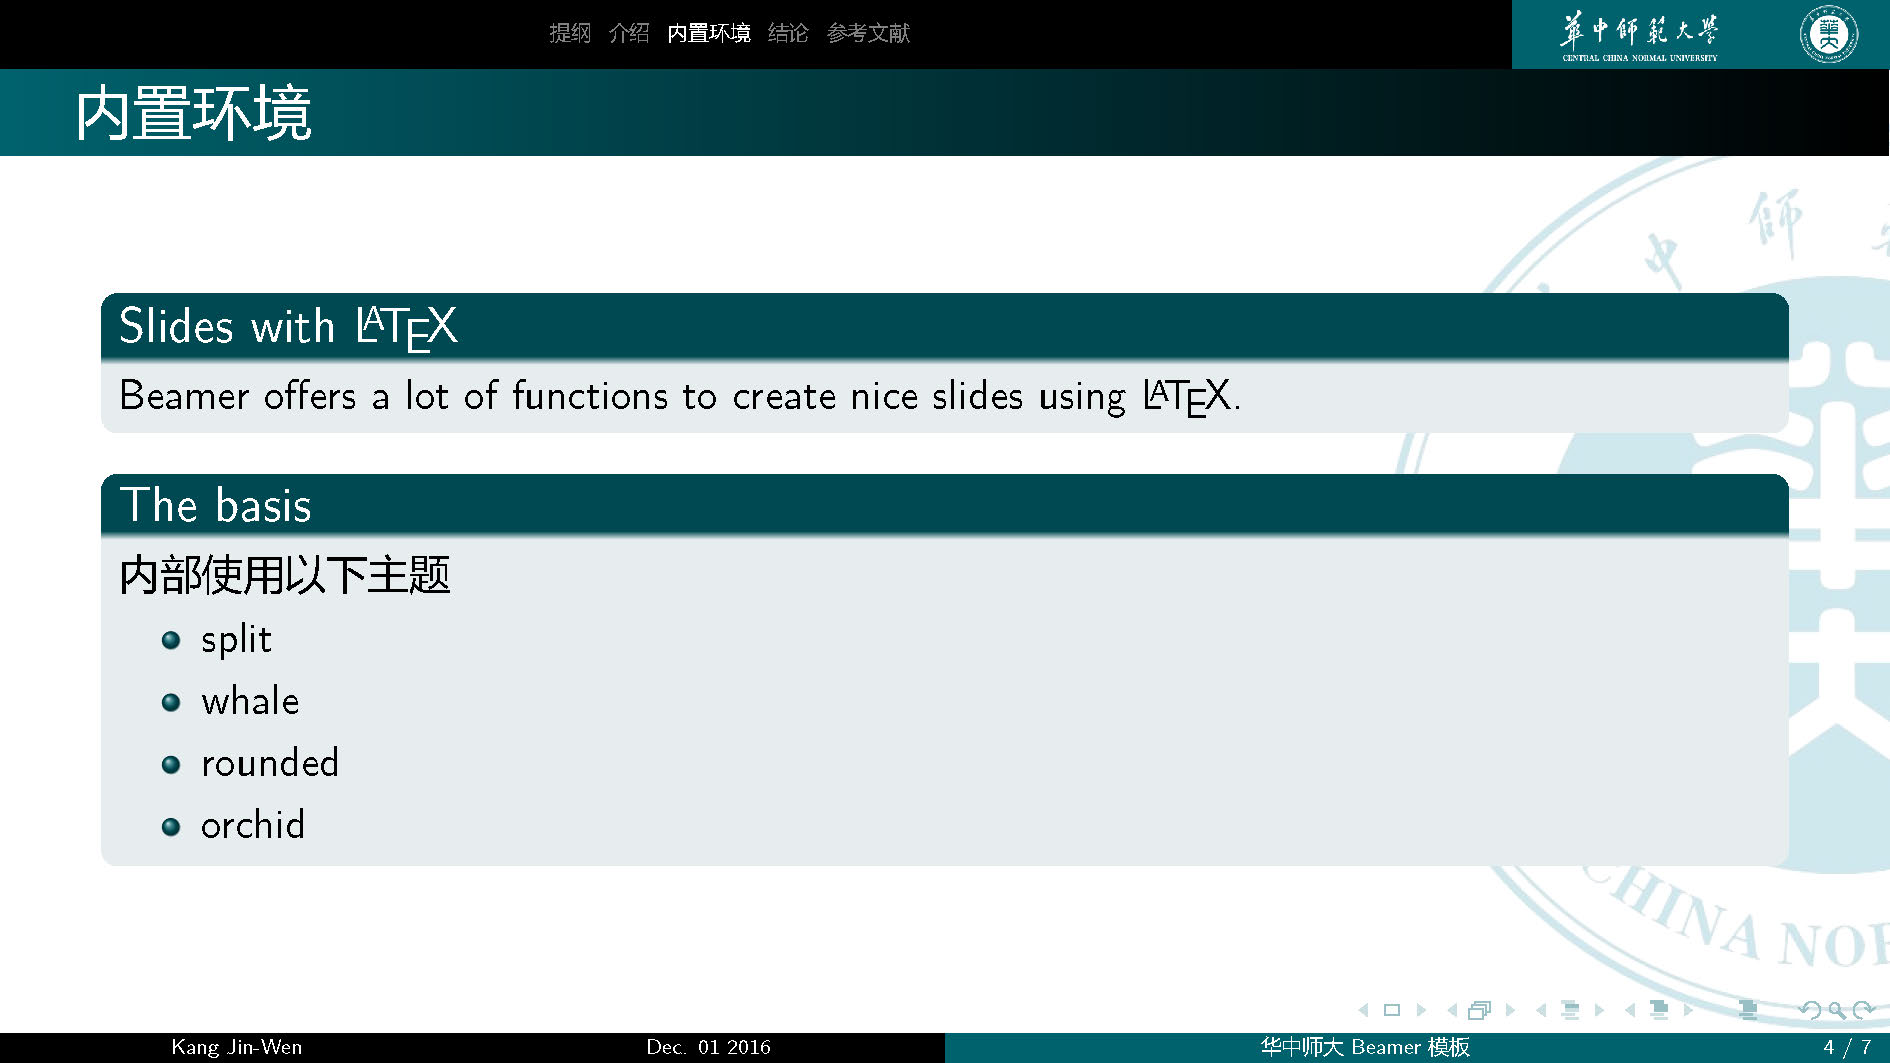 提纲 介绍 内置环境 结论 参考文献
華中師範大學
CENTRAL CHINA NORMAL UNIVERSITY
内置环境
Slides with LATEX
Beamer offers a lot of functions to create nice slides using LATEX.
The basis
内部使用以下主题
split
whale
rounded
orchid
中 師
CHINA NOR
Kang Jin-Wen Dec. 01 2016 华中师大 Beamer 模板 4 / 7